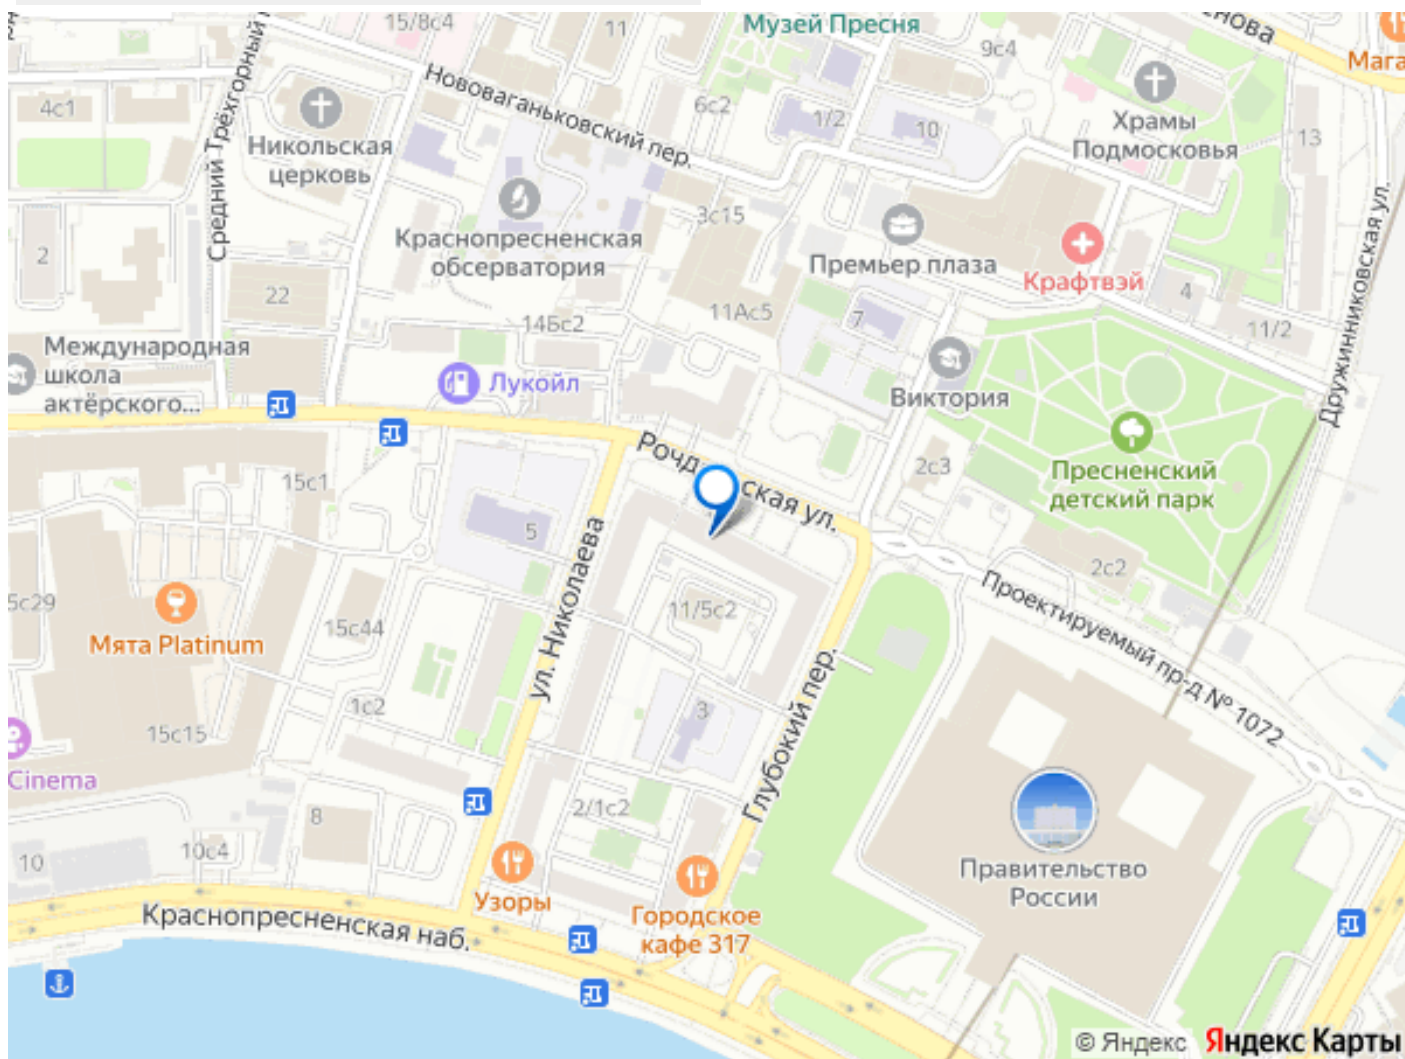 15/8с4
11
Музей Пресня
9с4
Мага
4с1
Никольская
церковь
Средний Трёхгорный
Нововаганьковский пер.
6с2
1/2
10
Храмы
Подмосковья
13
2
Краснопресненская
обсерватория
3с15
Премьер плаза
Крафтвэй
4
11/2
Дружинниковская ул.
22
14Бс2
11Ас5
7
Международная
школа
актёрского...
Лукойл
Виктория
Пресненский
детский парк
2с3
15с1
5
ул. Николаева
2с2
5с29
Мята Platinum
15с44
11/5с2
Проектируемый пр-д № 1072
1с2
3
15с15
Cinema
Глубокий пер.
8
2/1с2
10
10с4
Узоры
Городское
кафе 317
Правительство
России
Краснопресненская наб.
© Яндекс Яндекс Карты